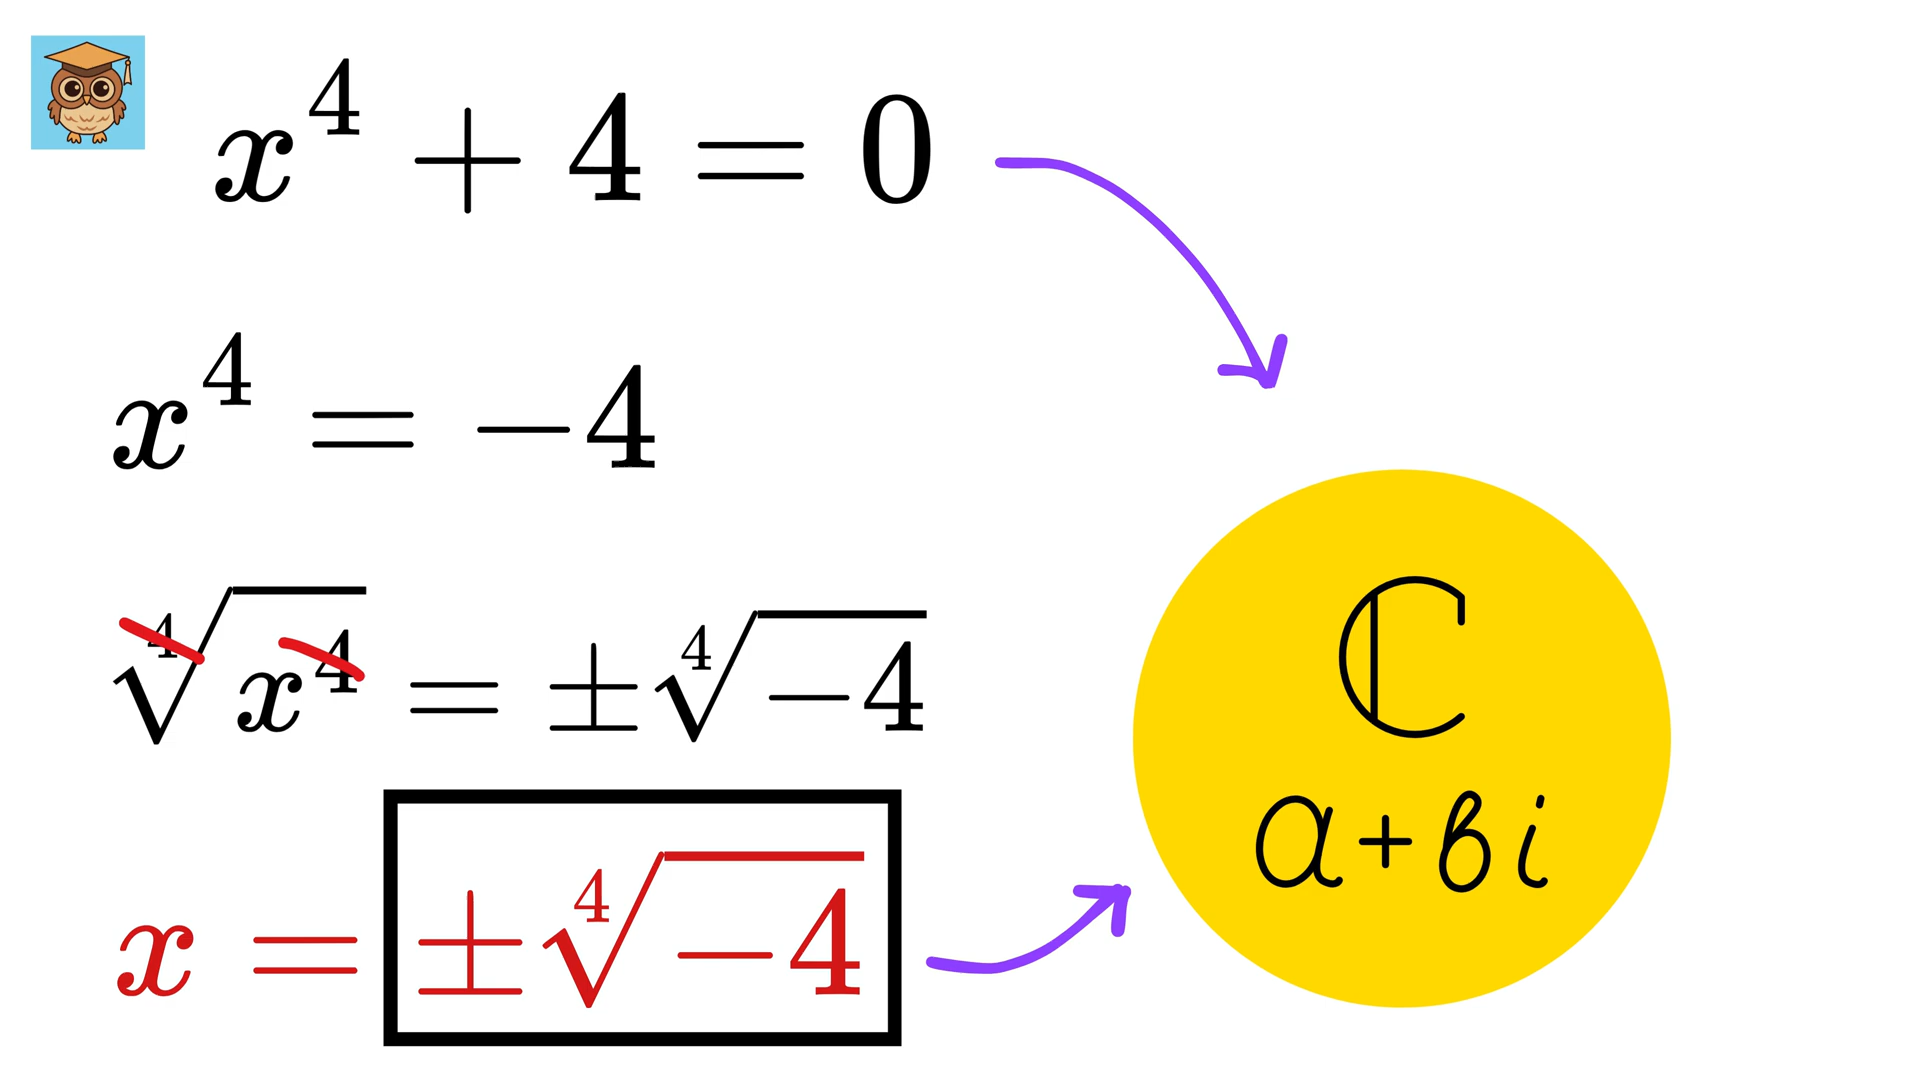 x⁴ + 4 = 0
x⁴ = −4
⁴√x⁴ = ±⁴√−4
x = ±⁴√−4
ℂ
a+bi